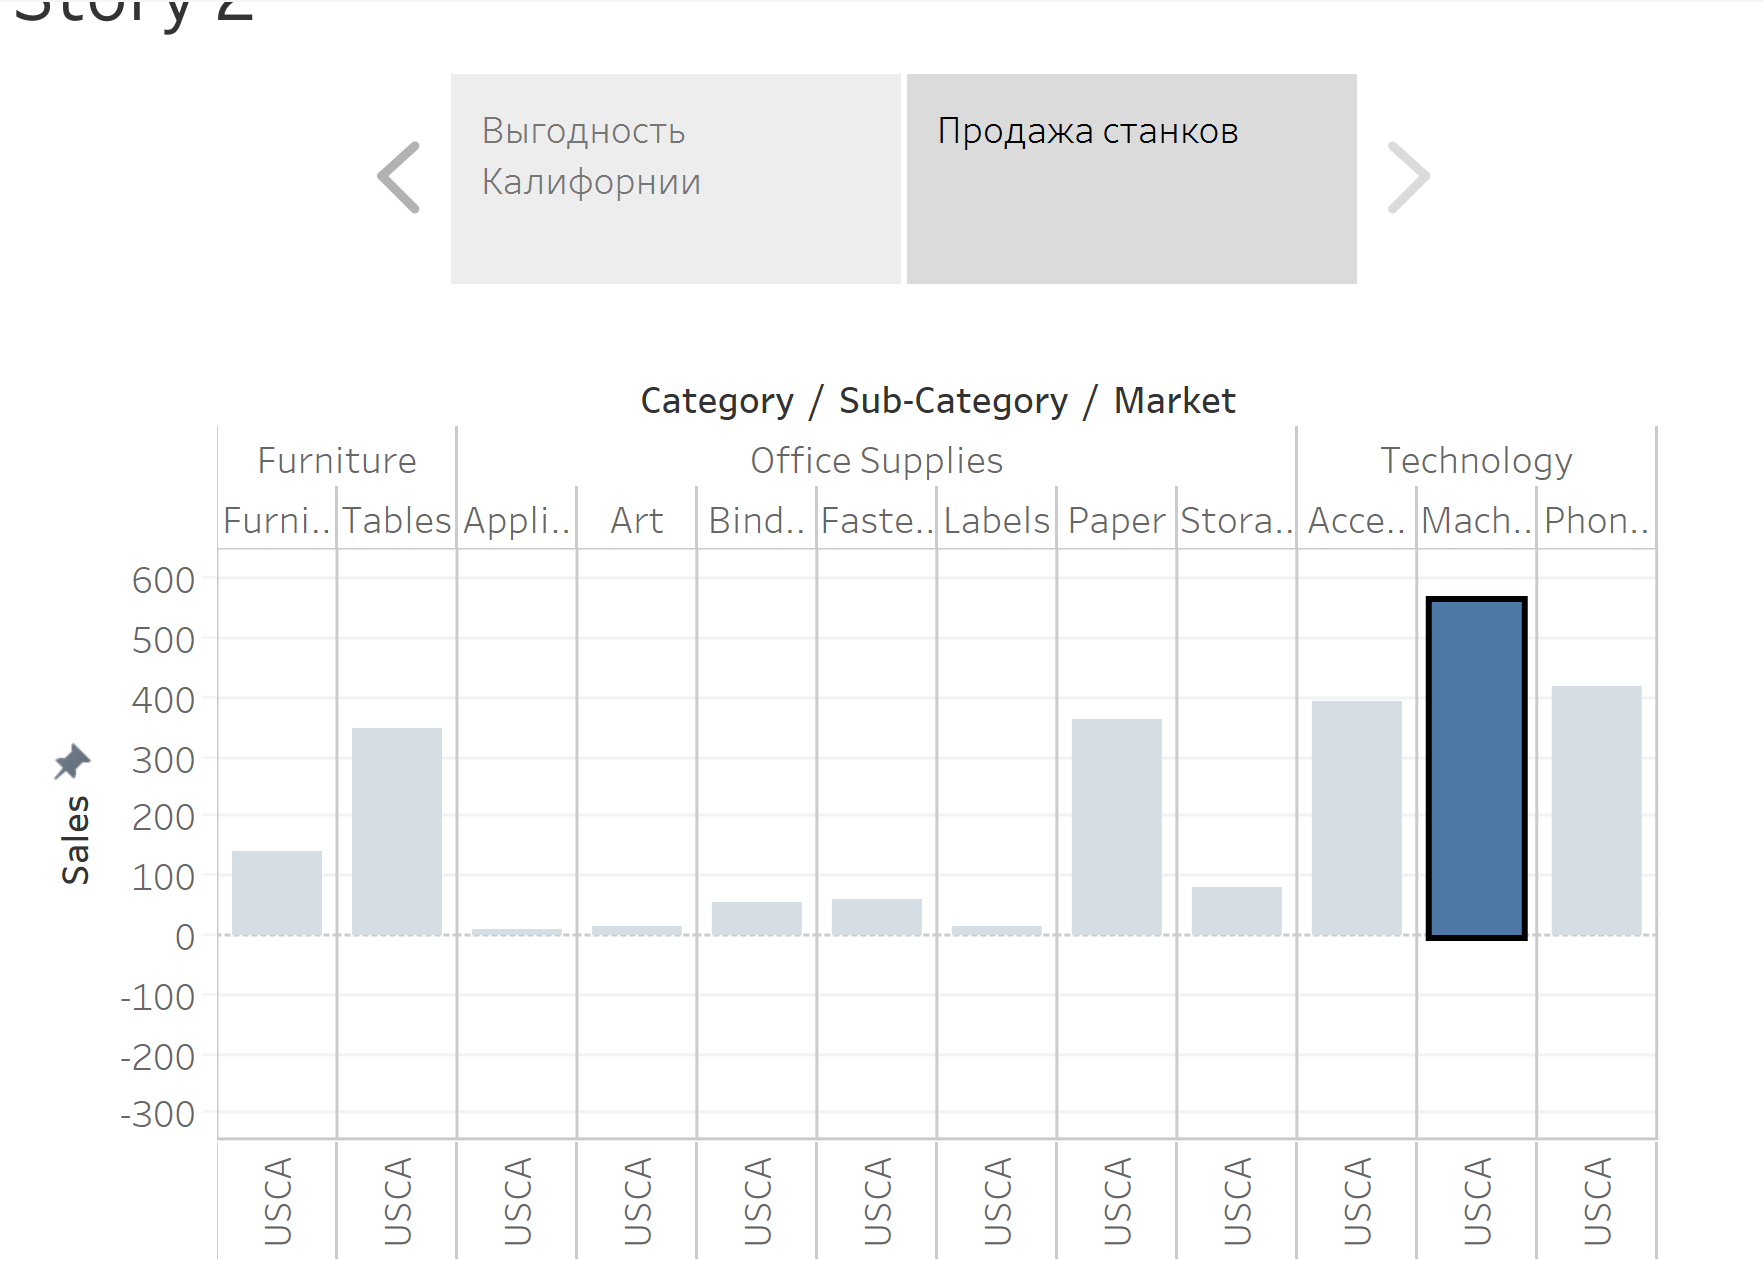 Story 2
Выгодность
Калифорнии
Продажа станков
Category / Sub-Category / Market
Furniture Office Supplies Technology
Furni.. Tables Appli.. Art Bind.. Faste.. Labels Paper Stora.. Acce.. Mach.. Phon..
600
500
400
300
200
100
0
-100
-200
-300
Sales
USCA USCA USCA USCA USCA USCA USCA USCA USCA USCA USCA USCA